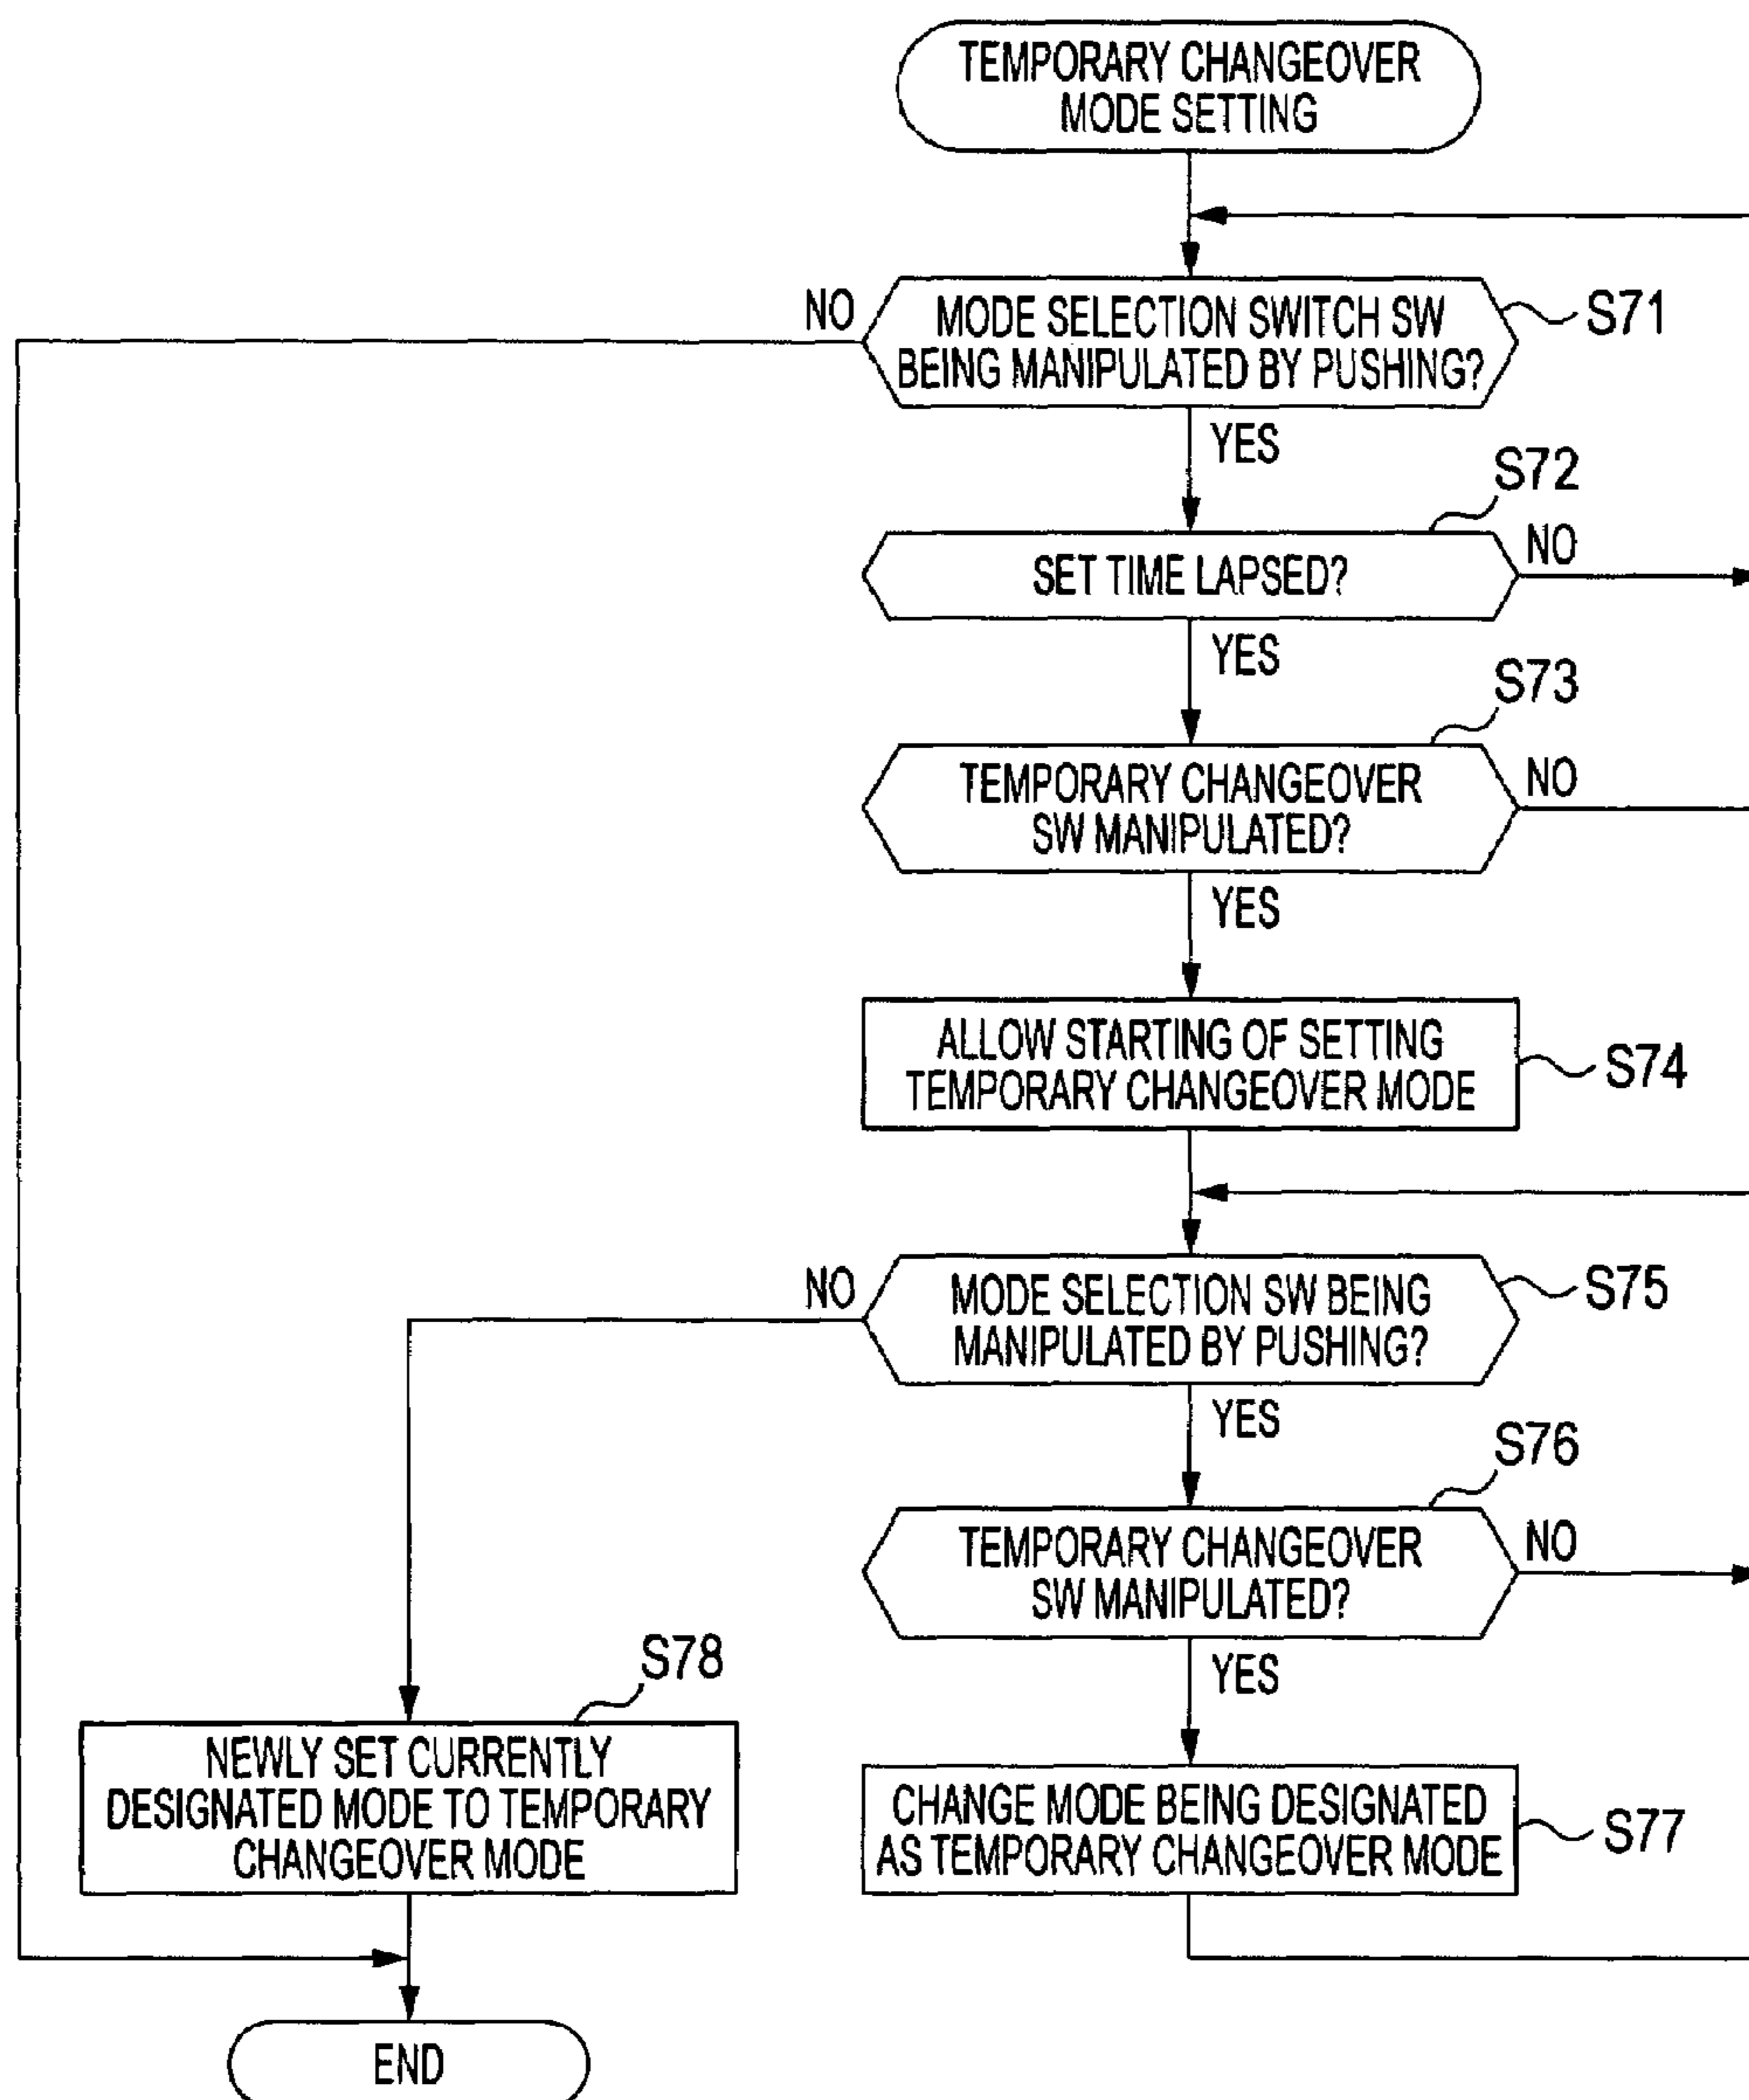 TEMPORARY CHANGEOVER
MODE SETTING
NO
MODE SELECTION SWITCH SW
BEING MANIPULATED BY PUSHING?
S71
YES
S72
SET TIME LAPSED?
NO
YES
S73
TEMPORARY CHANGEOVER
SW MANIPULATED?
NO
YES
ALLOW STARTING OF SETTING
TEMPORARY CHANGEOVER MODE
S74
NO
MODE SELECTION SW BEING
MANIPULATED BY PUSHING?
S75
YES
S76
TEMPORARY CHANGEOVER
SW MANIPULATED?
NO
YES
S78
NEWLY SET CURRENTLY
DESIGNATED MODE TO TEMPORARY
CHANGEOVER MODE
CHANGE MODE BEING DESIGNATED
AS TEMPORARY CHANGEOVER MODE
S77
END